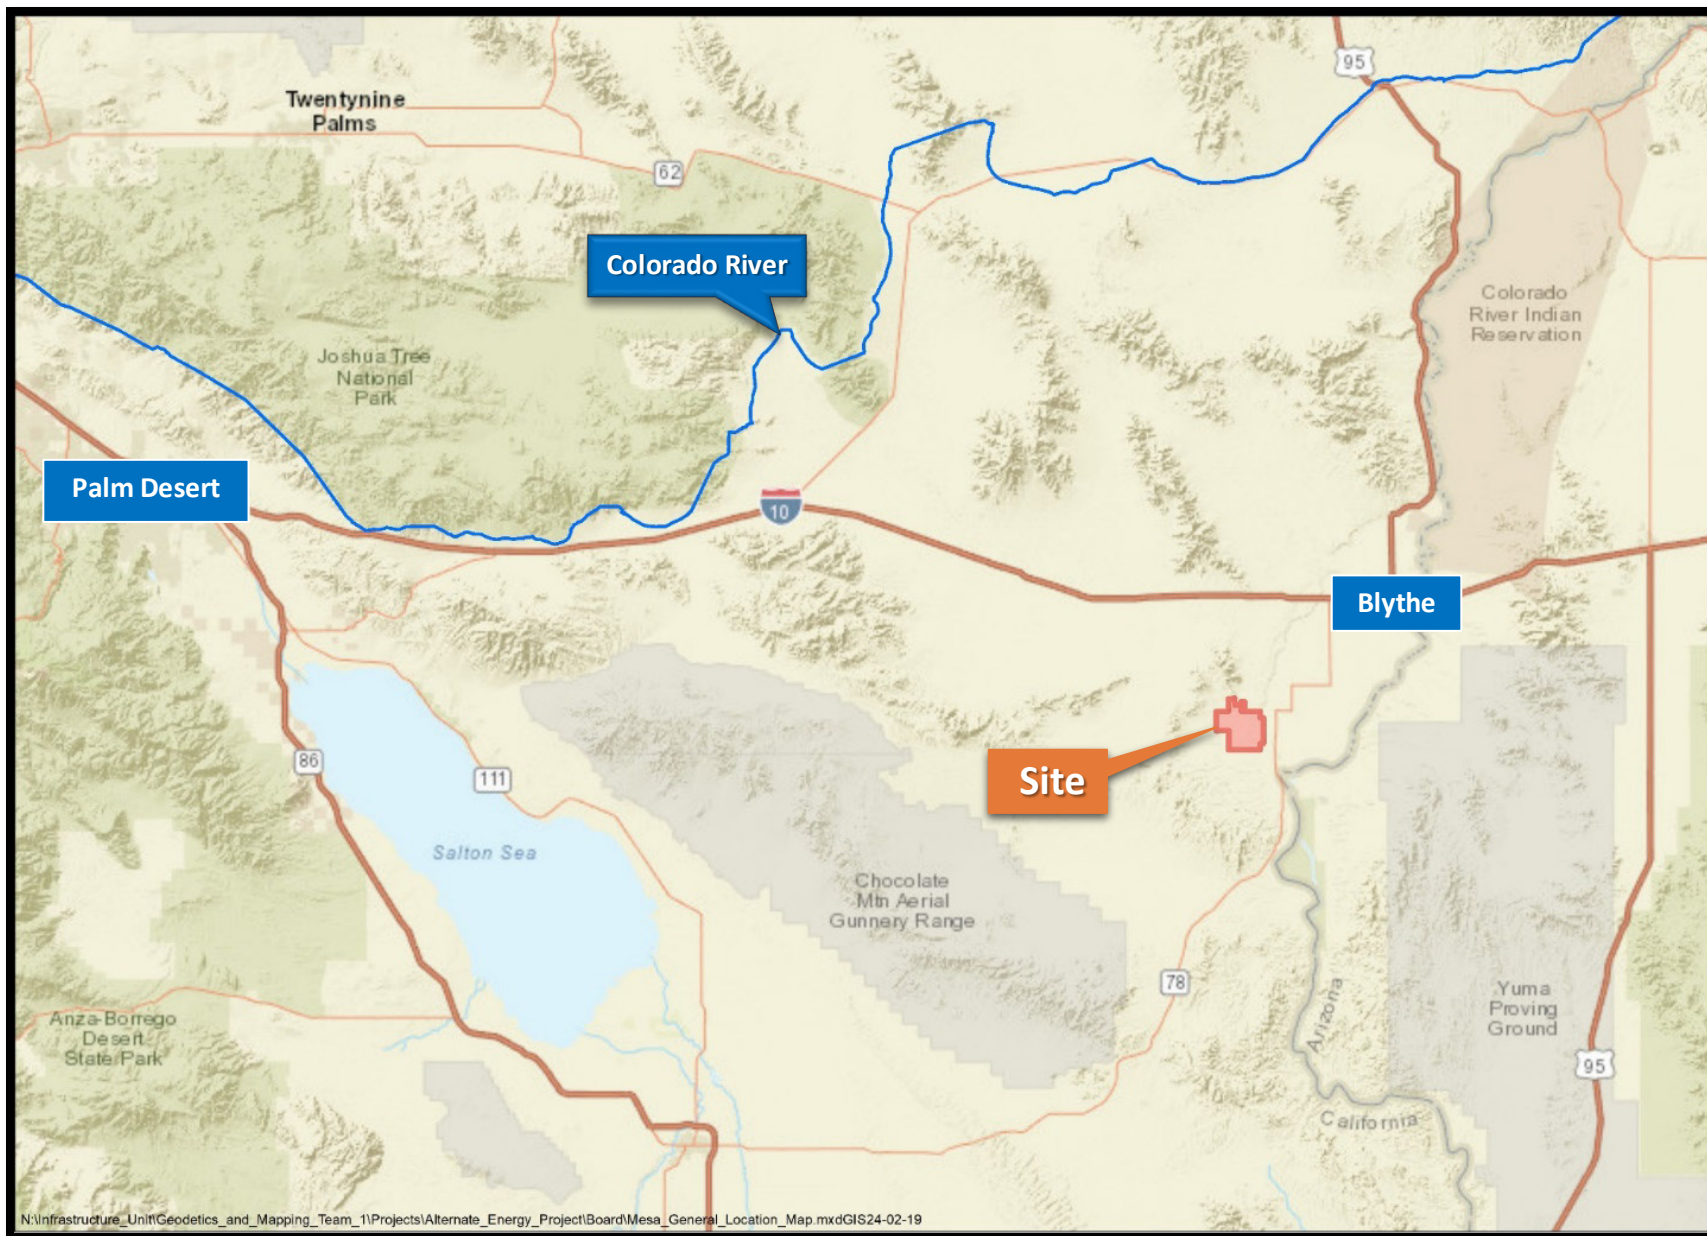 95
Twentynine
Palms
62
Colorado River
Colorado
River Indian
Reservation
Joshua Tree
National
Park
Palm Desert
10
Blythe
Site
86
111
Salton Sea
Chocolate
Mtn Aerial
Gunnery Range
78
Arizona
Yuma
Proving
Ground
Anza-Borrego
Desert
State Park
95
California
N:\Infrastructure_Unit\Geodetics_and_Mapping_Team_1\Projects\Alternate_Energy_Project\Board\Mesa_General_Location_Map.mxdGIS24-02-19